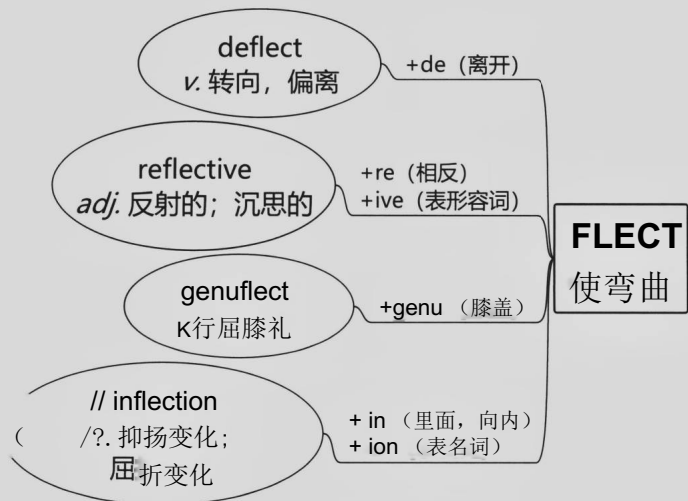 deflect
v. 转向，偏离
+de（离开）
reflective
adj. 反射的；沉思的
+re（相反）
+ive（表形容词）
FLECT
使弯曲
genuflect
K行屈膝礼
+genu （膝盖）
// inflection
（ /?. 抑扬变化；
屈折变化
+ in （里面，向内）
+ ion（表名词）